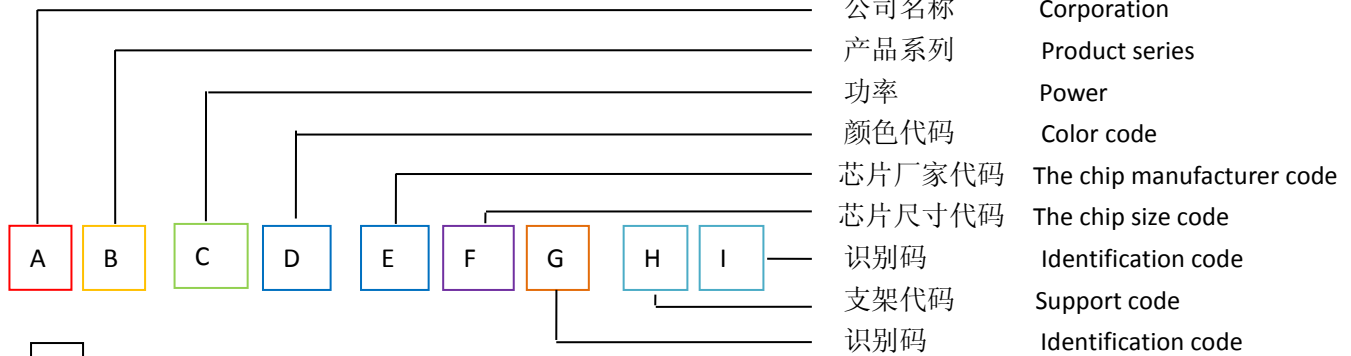 公司名称 Corporation
产品系列 Product series
功率 Power
颜色代码 Color code
芯片厂家代码 The chip manufacturer code
芯片尺寸代码 The chip size code
A B C D E F G H I 识别码 Identification code
支架代码 Support code
识别码 Identification code